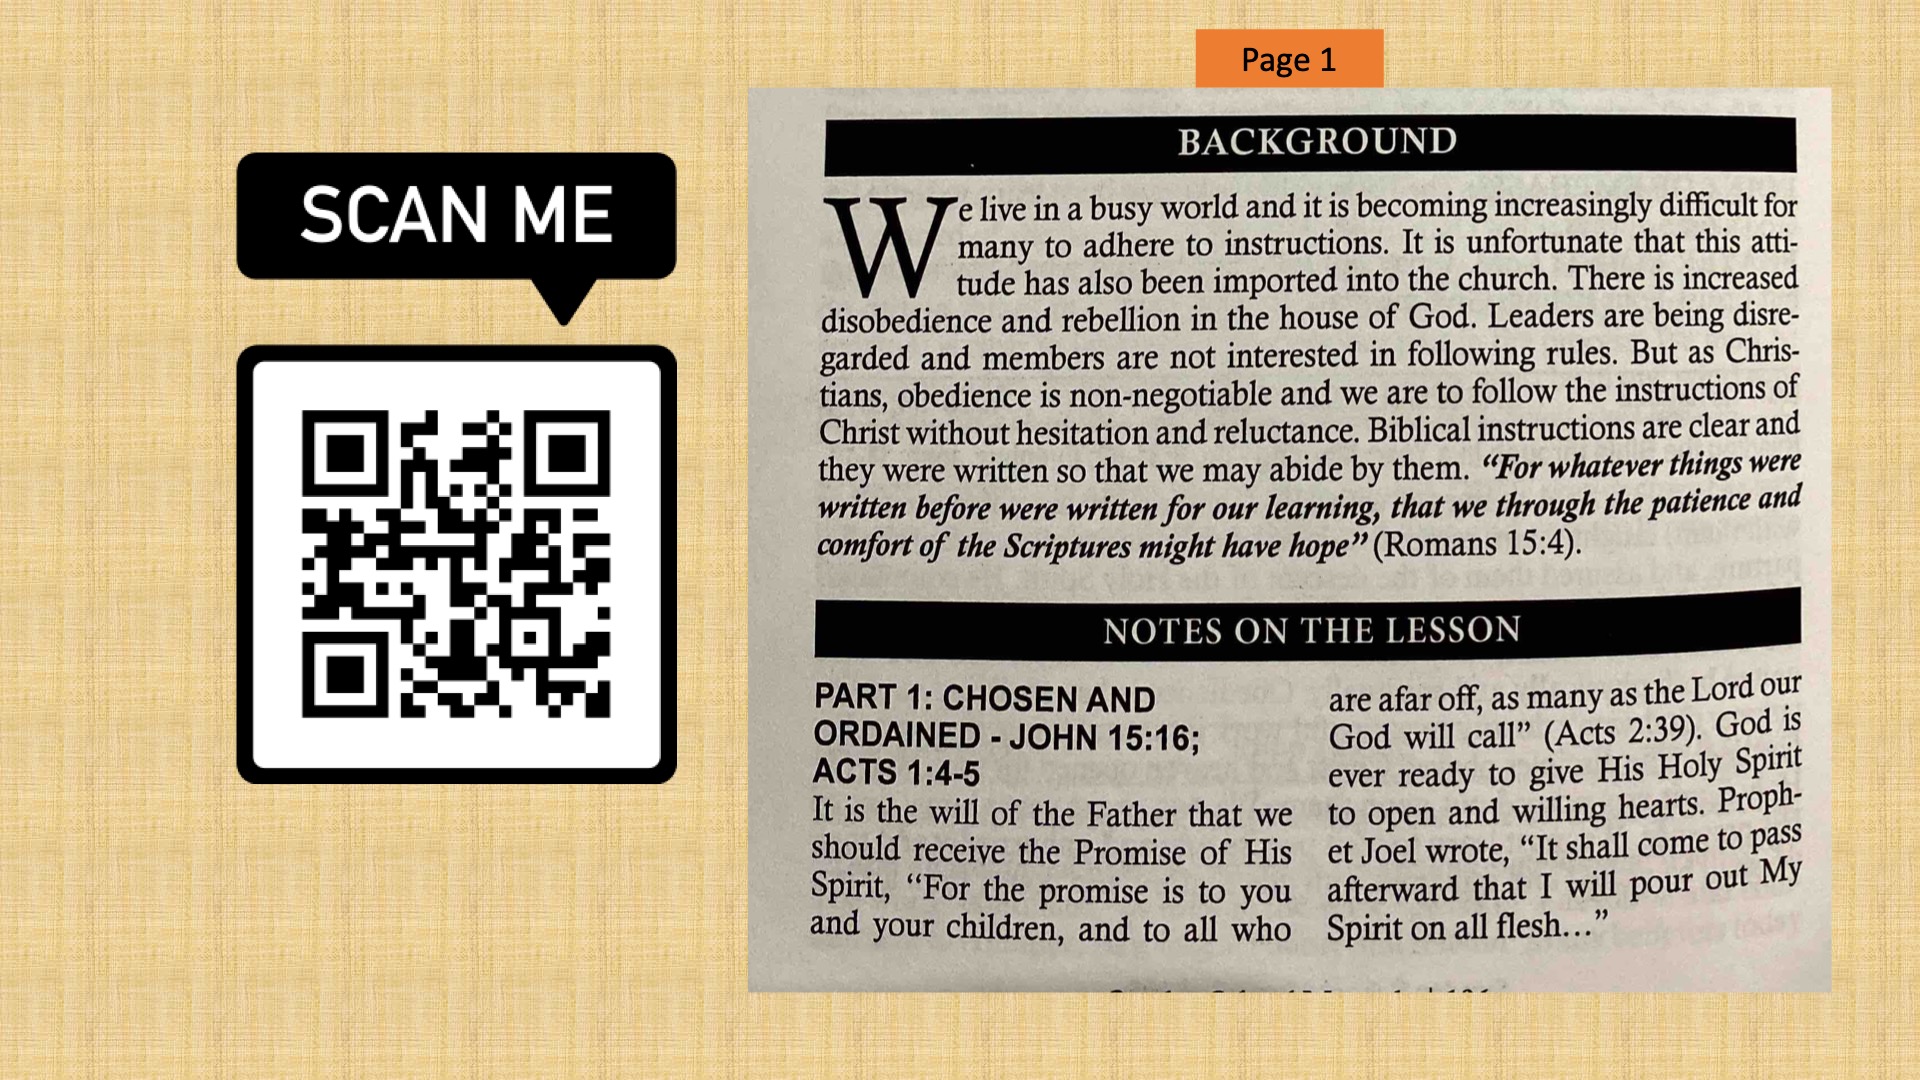 Page 1
SCAN ME
BACKGROUND
We live in a busy world and it is becoming increasingly difficult for
many to adhere to instructions. It is unfortunate that this atti-
tude has also been imported into the church. There is increased
disobedience and rebellion in the house of God. Leaders are being disre-
garded and members are not interested in following rules. But as Chris-
tians, obedience is non-negotiable and we are to follow the instructions of
Christ without hesitation and reluctance. Biblical instructions are clear and
they were written so that we may abide by them. “For whatever things were
written before were written for our learning, that we through the patience and
comfort of the Scriptures might have hope” (Romans 15:4).
NOTES ON THE LESSON
PART 1: CHOSEN AND
ORDAINED - JOHN 15:16;
ACTS 1:4-5
It is the will of the Father that we
should receive the Promise of His
Spirit, “For the promise is to you
and your children, and to all who
are afar off, as many as the Lord our
God will call” (Acts 2:39). God is
ever ready to give His Holy Spirit
to open and willing hearts. Proph-
et Joel wrote, “It shall come to pass
afterward that I will pour out My
Spirit on all flesh…”